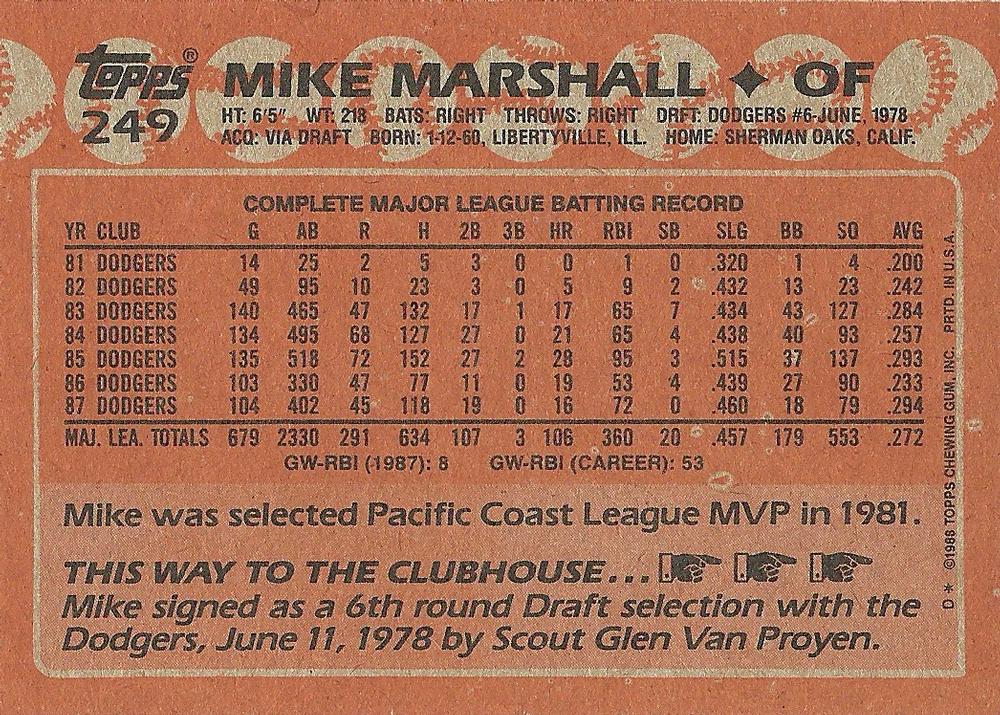 Topps® MIKE MARSHALL ✦ OF
249 HT: 6'5" WT: 218 BATS: RIGHT THROWS: RIGHT DRFT: DODGERS #6-JUNE, 1978
ACQ: VIA DRAFT BORN: 1-12-60, LIBERTYVILLE, ILL. HOME: SHERMAN OAKS, CALIF.
COMPLETE MAJOR LEAGUE BATTING RECORD
YR CLUB G AB R H 2B 3B HR RBI SB SLG BB SO AVG
81 DODGERS 14 25 2 5 3 0 0 1 0 .320 1 4 .200
82 DODGERS 49 95 10 23 3 0 5 9 2 .432 13 23 .242
83 DODGERS 140 465 47 132 17 1 17 65 7 .434 43 127 .284
84 DODGERS 134 495 68 127 27 0 21 65 4 .438 40 93 .257
85 DODGERS 135 518 72 152 27 2 28 95 3 .515 37 137 .293
86 DODGERS 103 330 47 77 11 0 19 53 4 .439 27 90 .233
87 DODGERS 104 402 45 118 19 0 16 72 0 .460 18 79 .294
MAJ. LEA. TOTALS 679 2330 291 634 107 3 106 360 20 .457 179 553 .272
GW-RBI (1987): 8 GW-RBI (CAREER): 53
Mike was selected Pacific Coast League MVP in 1981.
THIS WAY TO THE CLUBHOUSE...
Mike signed as a 6th round Draft selection with the
Dodgers, June 11, 1978 by Scout Glen Van Proyen.
D * ©1988 TOPPS CHEWING GUM, INC. PRTD. IN U.S.A.